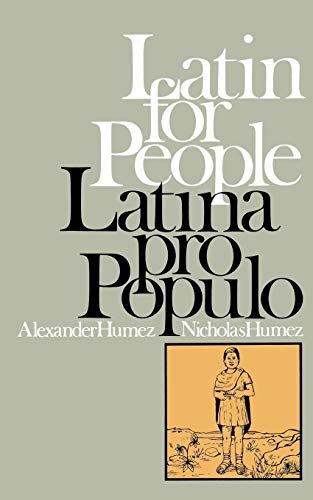 Latin
for
People
Latina
pro
Populo
Alexander Humez Nicholas Humez